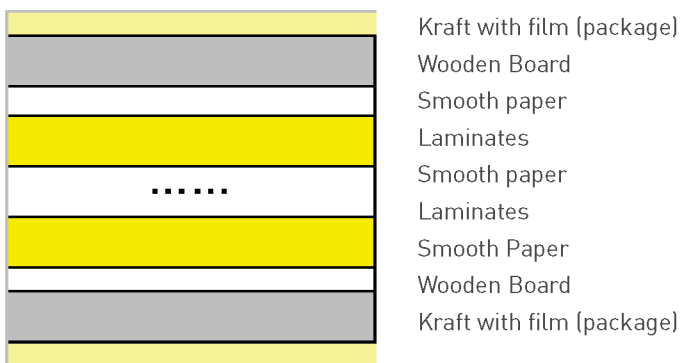 Kraft with film (package)
Wooden Board
Smooth paper
Laminates
......
Smooth paper
Laminates
Smooth Paper
Wooden Board
Kraft with film (package)